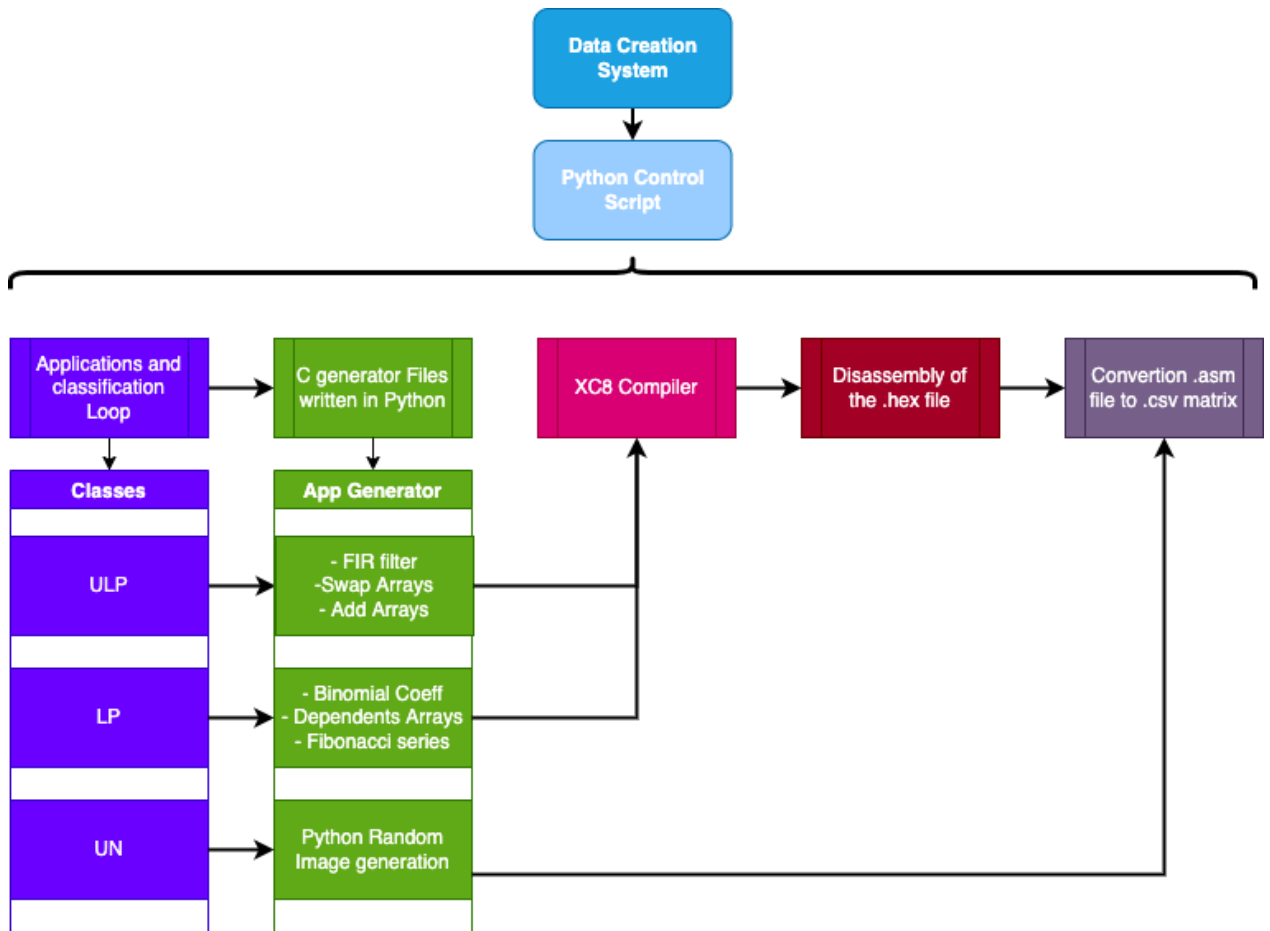 Data Creation
System
Python Control
Script
Applications and
classification
Loop
C generator Files
written in Python
XC8 Compiler
Disassembly of
the .hex file
Convertion .asm
file to .csv matrix
Classes
App Generator
ULP
- FIR filter
-Swap Arrays
- Add Arrays
LP
- Binomial Coeff
- Dependents Arrays
- Fibonacci series
UN
Python Random
Image generation